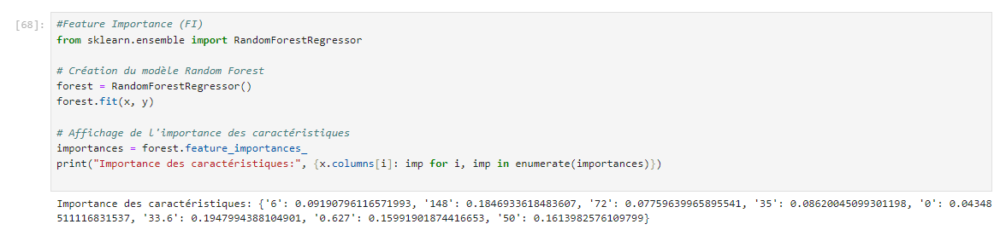 [68]: #Feature Importance (FI)
from sklearn.ensemble import RandomForestRegressor
# Création du modèle Random Forest
forest = RandomForestRegressor()
forest.fit(x, y)
# Affichage de l'importance des caractéristiques
importances = forest.feature_importances_
print("Importance des caractéristiques:", {x.columns[i]: imp for i, imp in enumerate(importances)})
Importance des caractéristiques: {'6': 0.09190796116571993, '148': 0.1846933618483607, '72': 0.07759639965895541, '35': 0.08620045099301198, '0': 0.04348
511116831537, '33.6': 0.1947994388104901, '0.627': 0.15991901874416653, '50': 0.1613982576109799}